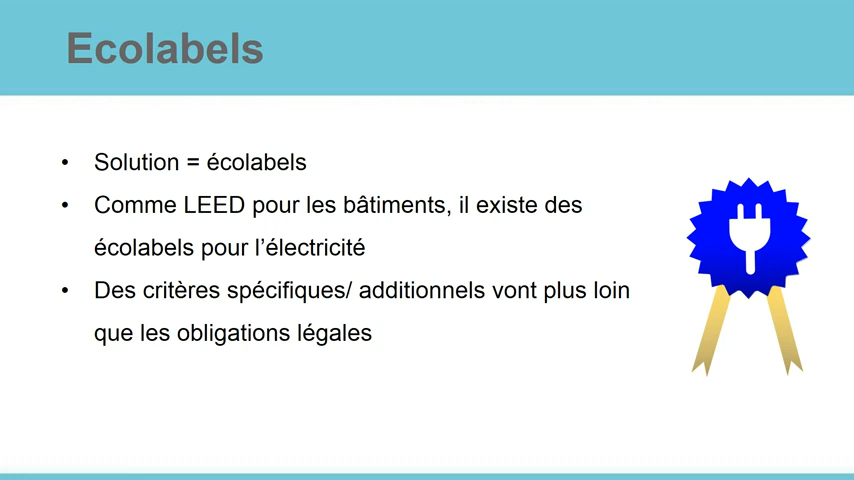 Ecolabels
• Solution = écolabels
• Comme LEED pour les bâtiments, il existe des
écolabels pour l’électricité
• Des critères spécifiques/ additionnels vont plus loin
que les obligations légales